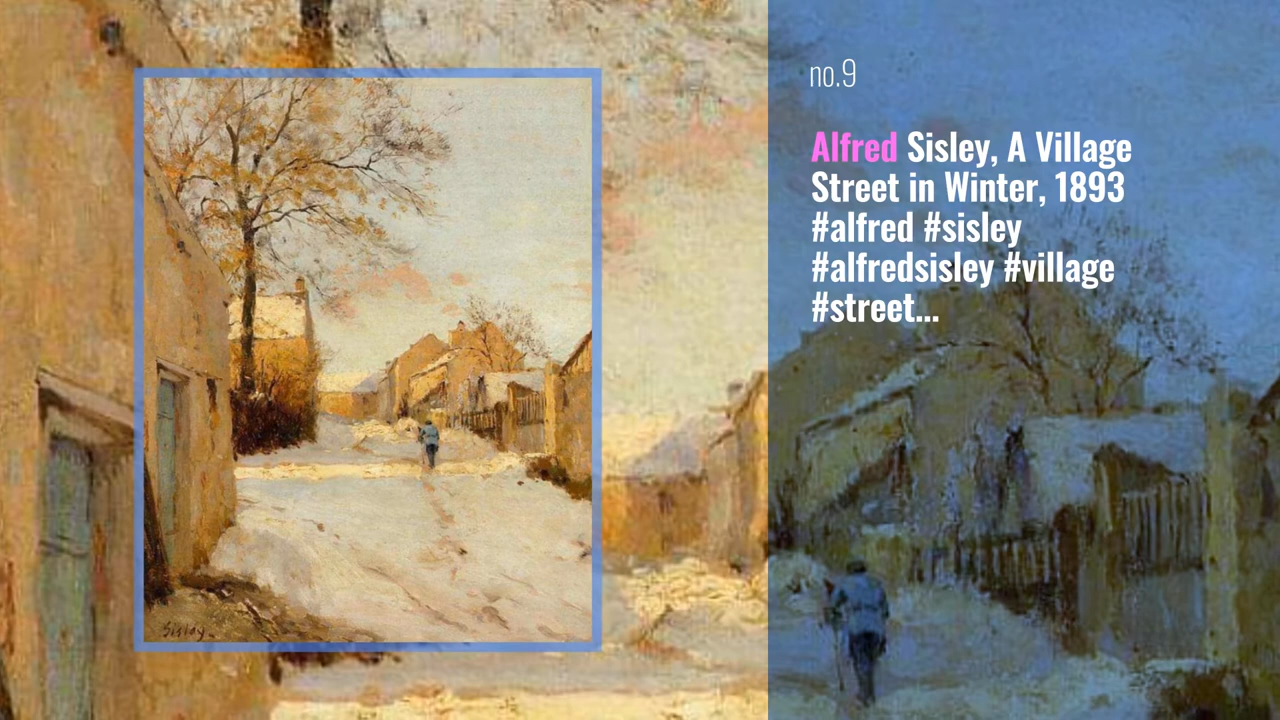 no.9
Alfred Sisley, A Village
Street in Winter, 1893
#alfred #sisley
#alfredsisley #village
#street...
Sisley.